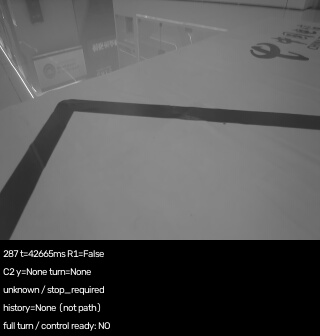 287 t=42665ms R1=False
C2 y=None turn=None
unknown / stop_required
history=None (not path)
full turn / control ready: NO